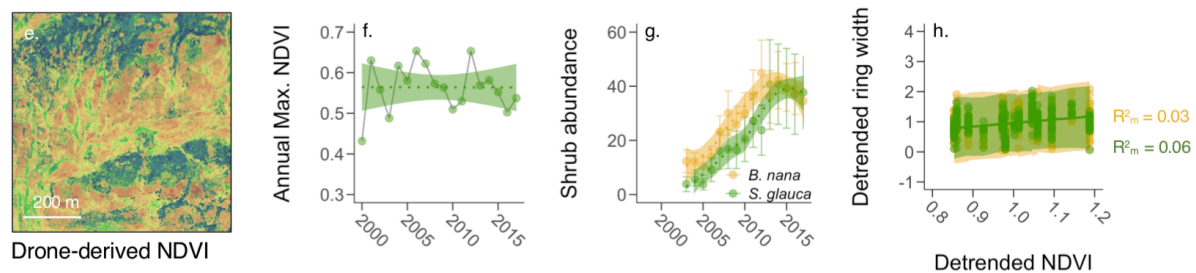 e.
200 m
Drone-derived NDVI
f.
Annual Max. NDVI
0.7
0.6
0.5
0.4
0.3
2000
2005
2010
2015
g.
Shrub abundance
60
40
20
0
B. nana
S. glauca
2000
2005
2010
2015
h.
Detrended ring width
4
3
2
1
0
-1
R²m = 0.03
R²m = 0.06
0.8
0.9
1.0
1.1
1.2
Detrended NDVI